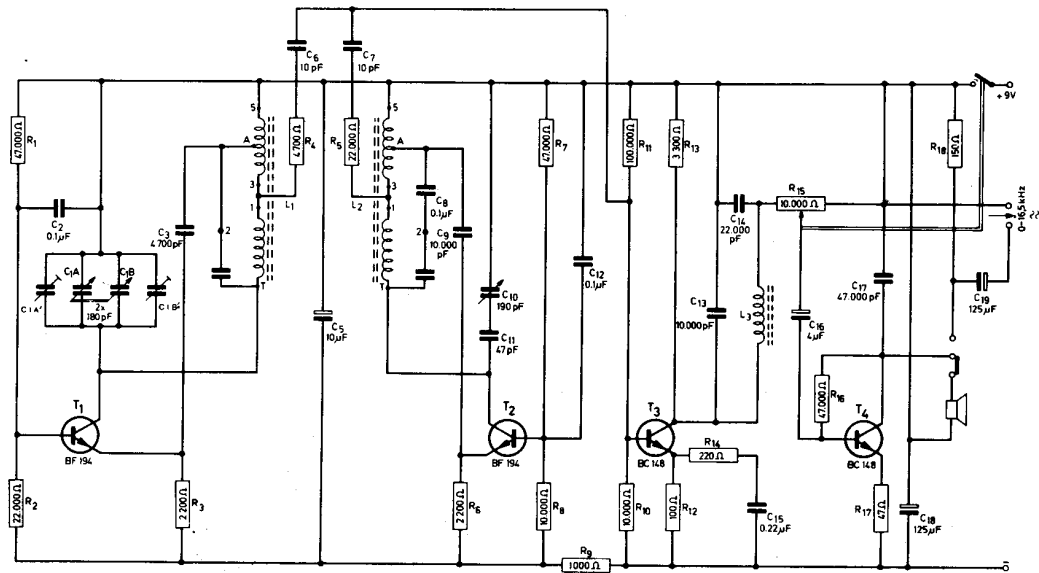 C6
10 pF
C7
10 pF
+9V
R1
47.000 Ω
5
A
3
1
2
T
L1
R4
4700 Ω
R5
22.000 Ω
5
A
3
1
2
T
L2
C2
0.1µF
C3
4700 pF
C1A'
C1A
C1B
C1B'
2x
180 pF
C5
10µF
C8
0.1µF
C9
10.000
pF
C10
190 pF
C11
47 pF
R7
47.000 Ω
C12
0.1µF
R11
100.000 Ω
R13
3 300 Ω
C14
22.000
pF
R15
10.000 Ω
R18
150 Ω
0-16,5 kHz
C13
10.000 pF
L3
C16
4µF
C17
47.000 pF
C19
125µF
T1
BF 194
T2
BF 194
T3
BC 148
T4
BC 148
R16
47.000 Ω
R14
220 Ω
R2
22.000 Ω
R3
2 200 Ω
R6
2 200 Ω
R8
10.000 Ω
R9
1000 Ω
R10
10.000 Ω
R12
100 Ω
C15
0.22µF
R17
47 Ω
C18
125µF